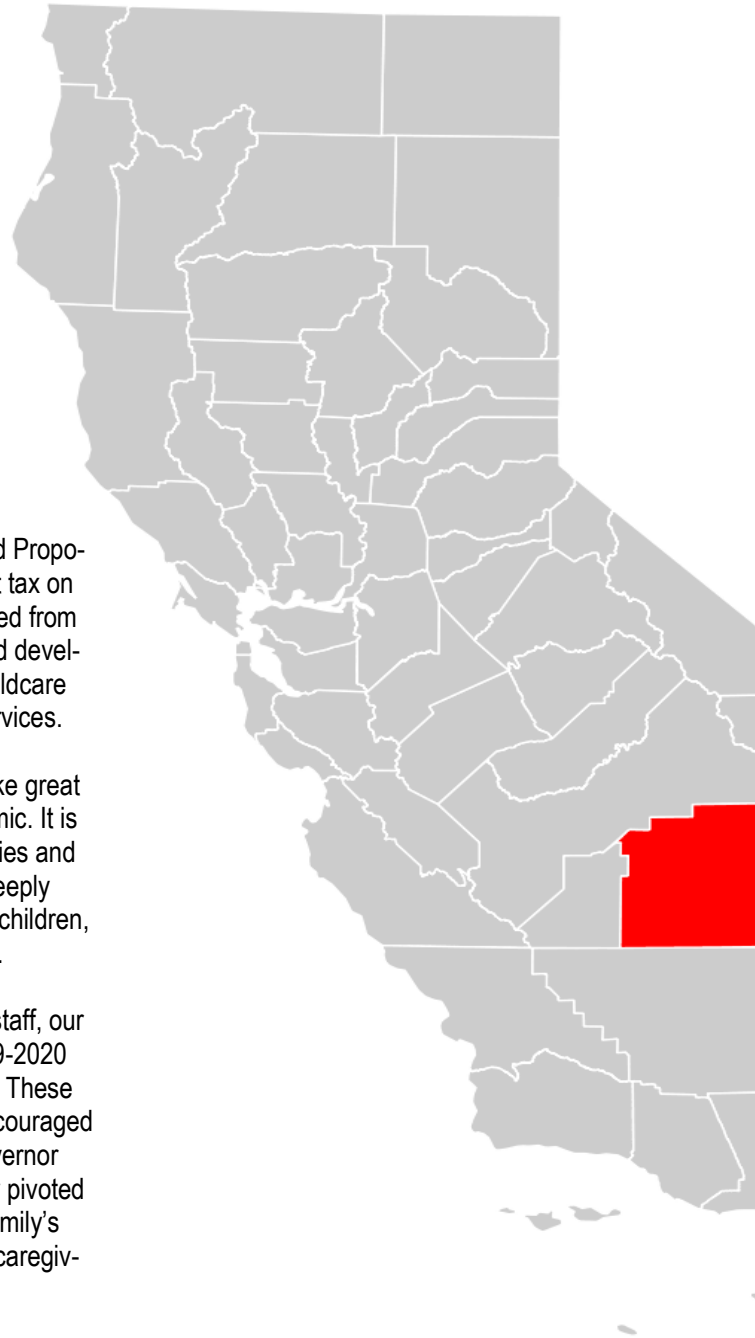 d Propo-
t tax on
ed from
d devel-
ldcare
rvices.
ke great
nic. It is
ies and
eeply
children,
.
staff, our
9-2020
These
couraged
vernor
pivoted
mily's
caregiv-